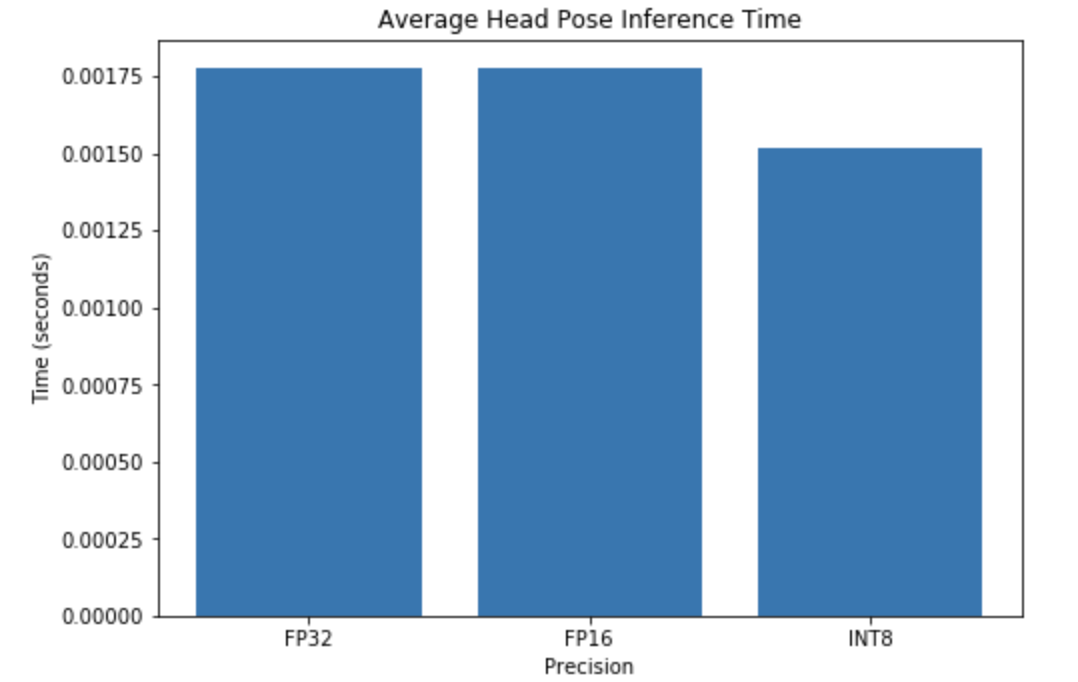 Average Head Pose Inference Time
0.00175
0.00150
0.00125
0.00100
0.00075
0.00050
0.00025
0.00000
Time (seconds)
FP32 FP16 INT8
Precision